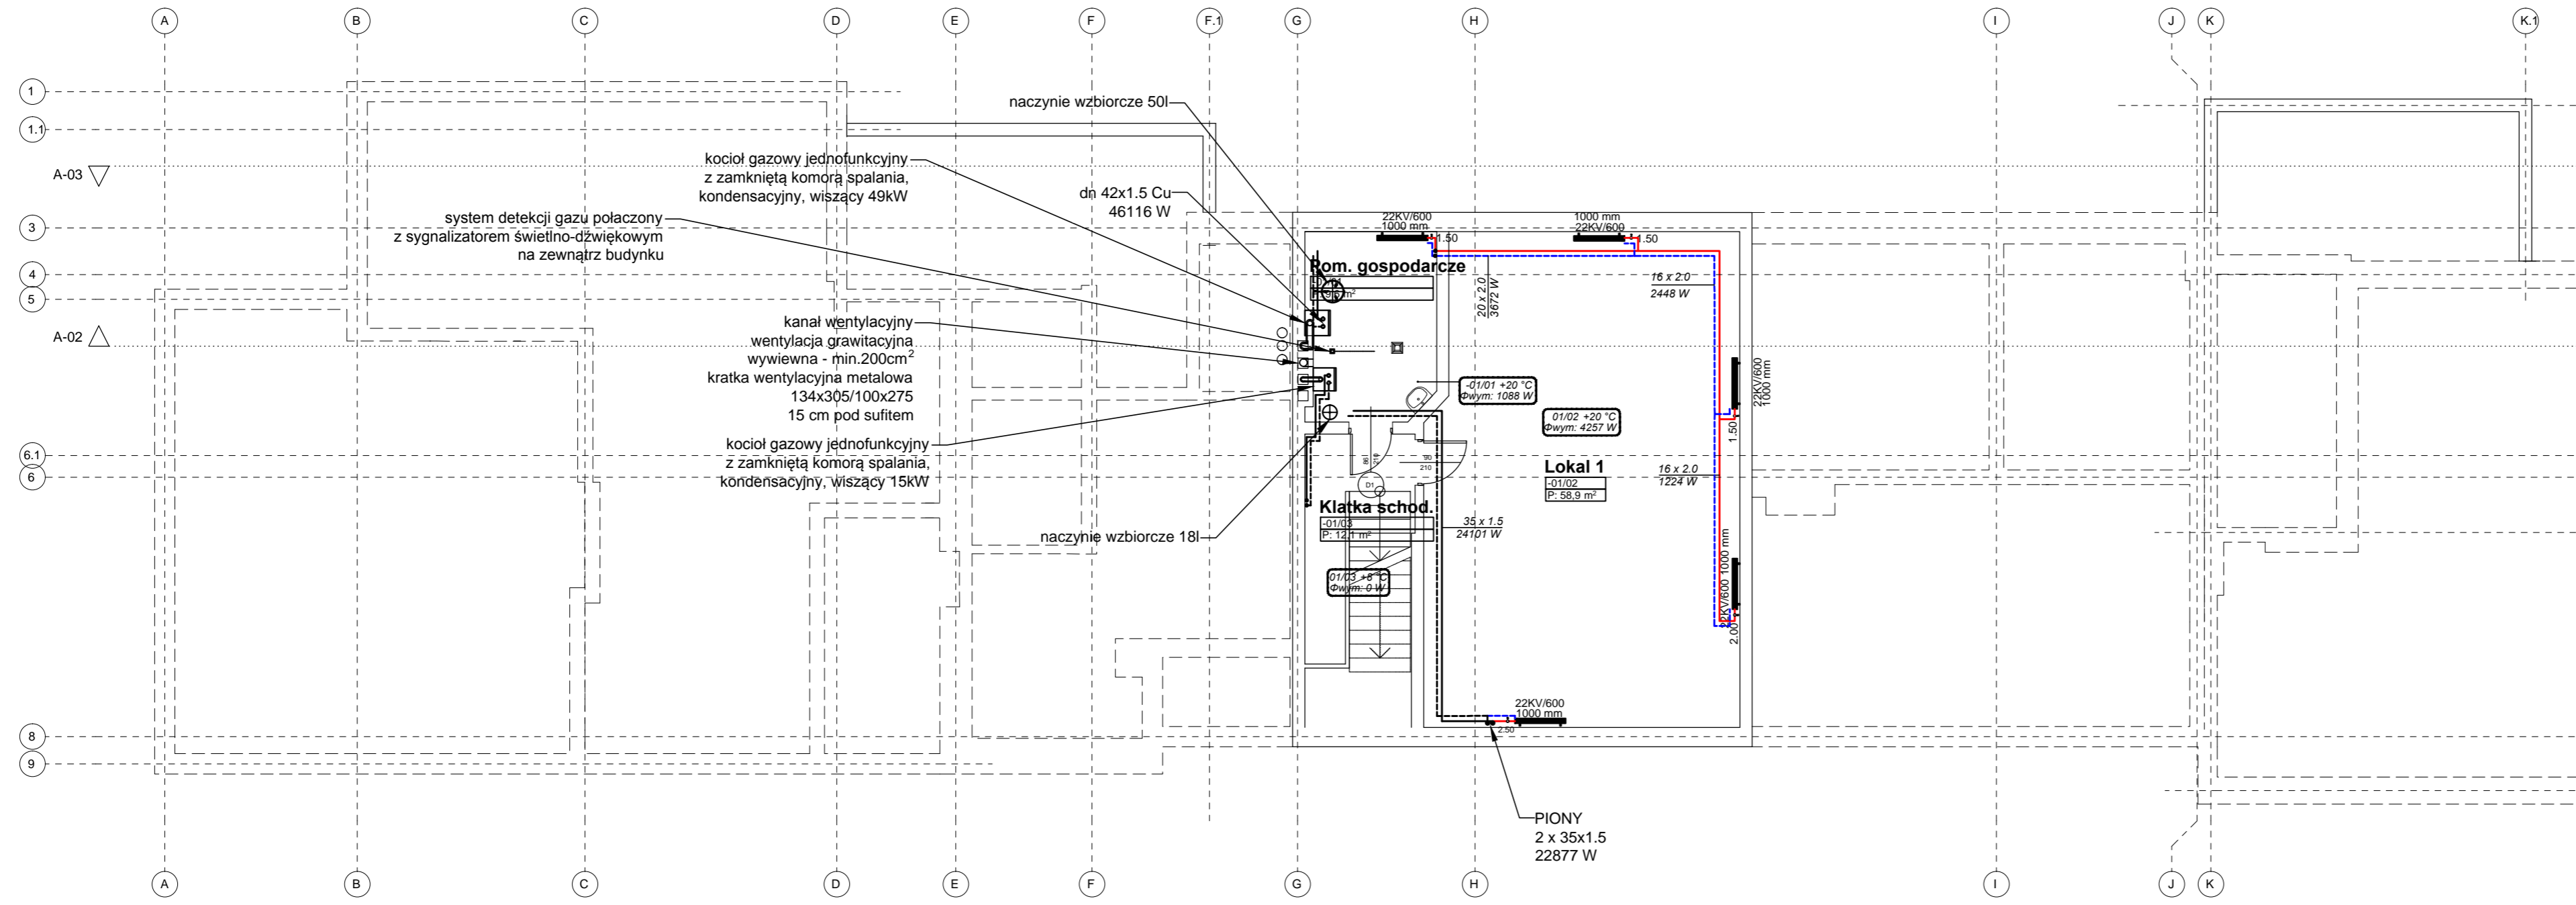 A
B
C
D
E
F
F.1
G
H
I
J
K
K.1
1
1.1
A-03
3
4
5
A-02
6.1
6
8
9
naczynie wzbiorcze 50l
kocioł gazowy jednofunkcyjny
z zamkniętą komorą spalania,
kondensacyjny, wiszący 49kW
dn 42x1.5 Cu
46116 W
system detekcji gazu połaczony
z sygnalizatorem świetlno-dźwiękowym
na zewnątrz budynku
kanał wentylacyjny
wentylacja grawitacyjna
wywiewna - min.200cm²
kratka wentylacyjna metalowa
134x305/100x275
15 cm pod sufitem
kocioł gazowy jednofunkcyjny
z zamkniętą komorą spalania,
kondensacyjny, wiszący 15kW
naczynie wzbiorcze 18l
22KV/600
1000 mm
1.50
1000 mm
22KV/600
1.50
Pom. gospodarcze
20 x 2.0
3672 W
16 x 2.0
2448 W
22KV/600
1000 mm
1.50
-01/01 +20 °C
Φwym: 1088 W
01/02 +20 °C
Φwym: 4257 W
86
210
90
210
D1
Lokal 1
-01/02
P: 58,9 m²
16 x 2.0
1224 W
Klatka schod.
-01/03
P: 12,1 m²
35 x 1.5
24101 W
01/03 +8 °C
Φwym: 0 W
22KV/600 1000 mm
2.00
22KV/600
1000 mm
2.50
PIONY
2 x 35x1.5
22877 W
A
B
C
D
E
F
G
H
I
J
K